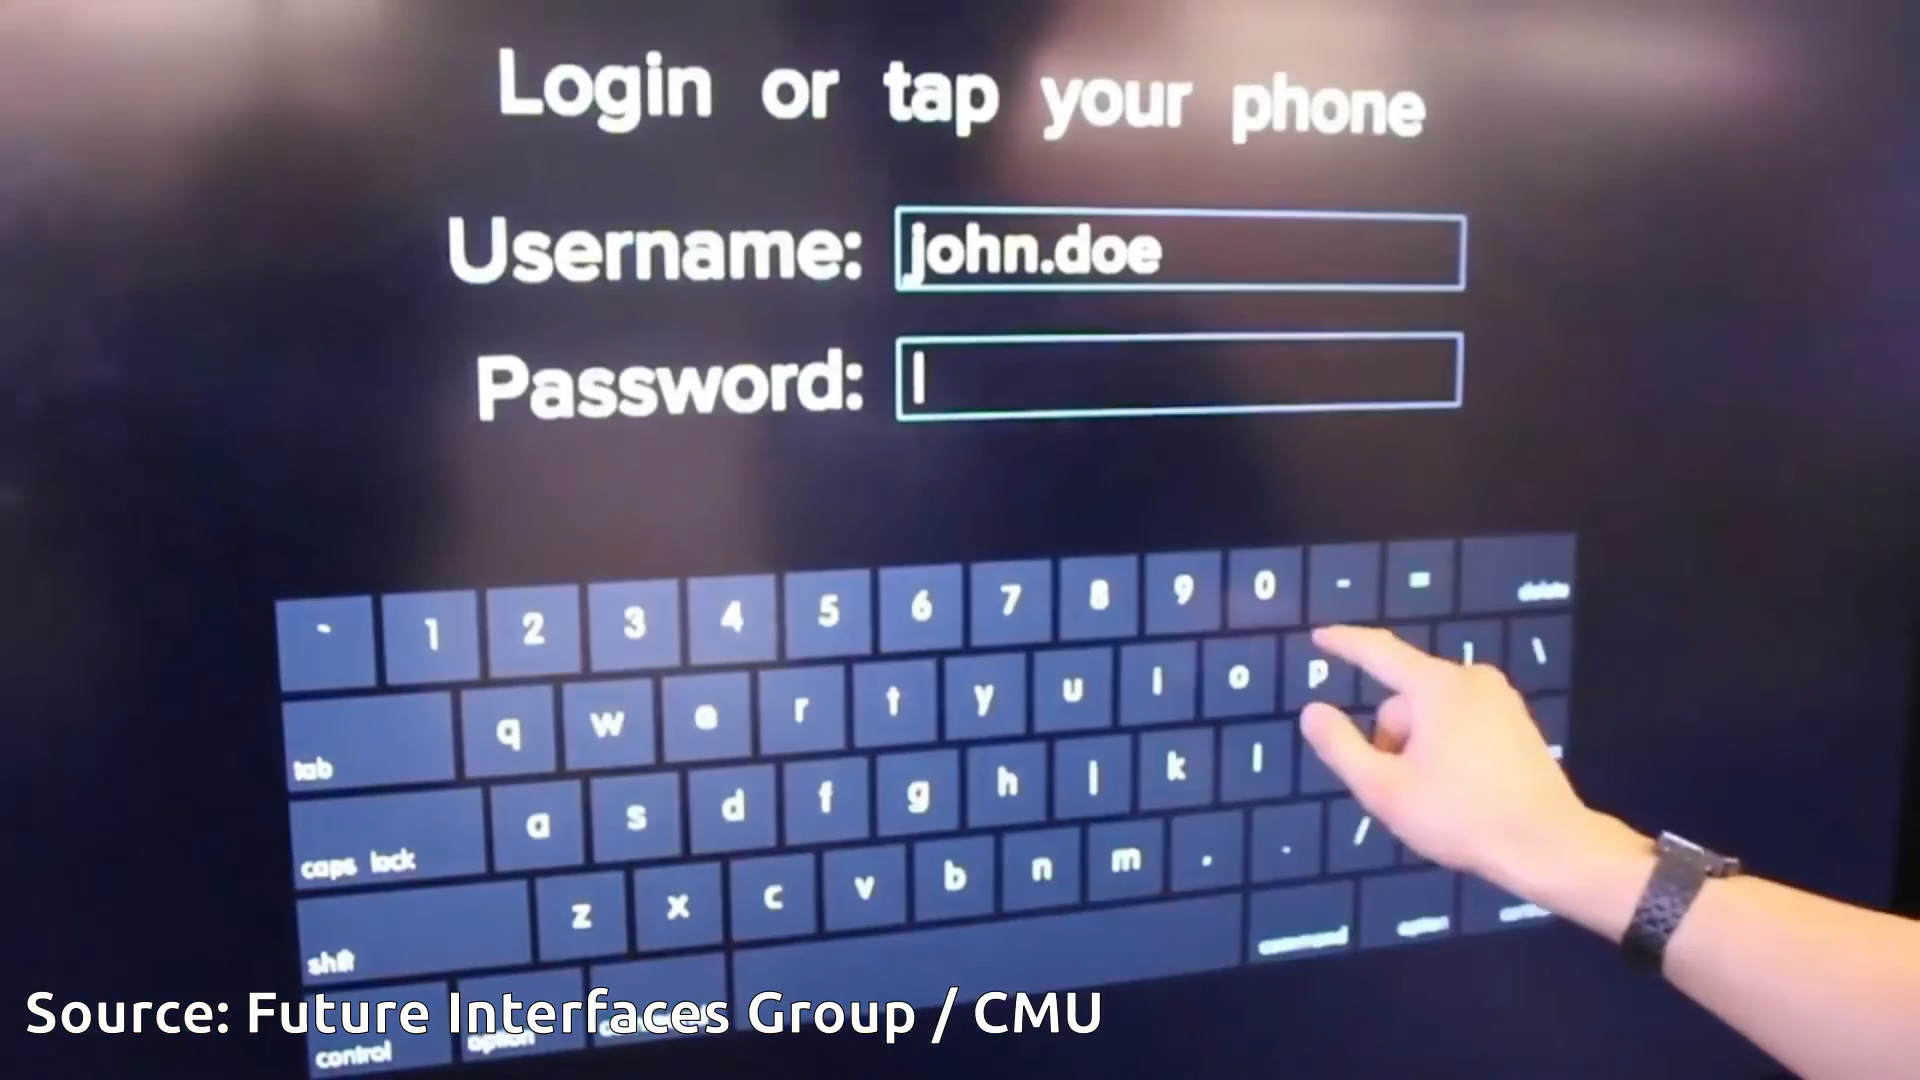 Login or tap your phone
Username: john.doe
Password:
` 1 2 3 4 5 6 7 8 9 0 - = delete
tab q w e r t y u i o p ] \
caps lock a s d f g h j k l
shift z x c v b n m , . /
control option command option
Source: Future Interfaces Group / CMU